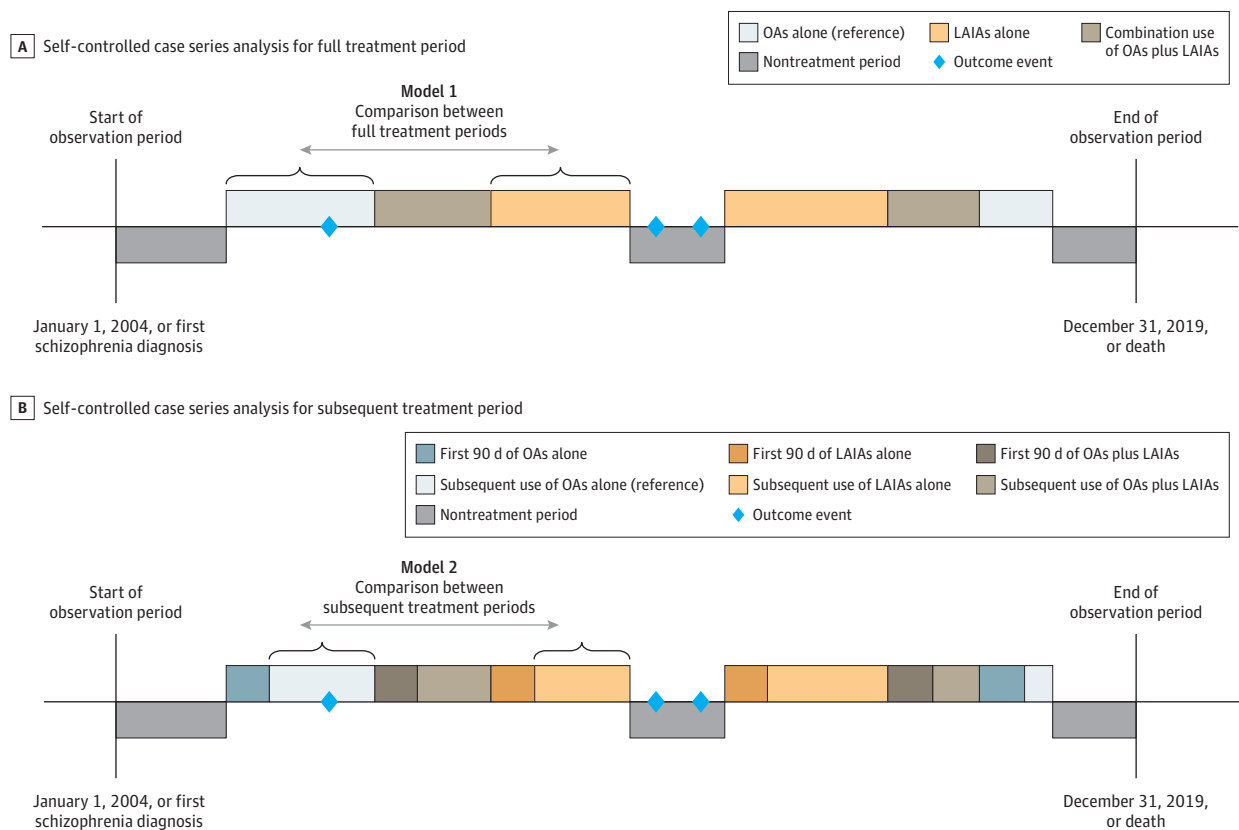 A Self-controlled case series analysis for full treatment period
OAs alone (reference)
LAIAs alone
Combination use
of OAs plus LAIAs
Nontreatment period
Outcome event
Model 1
Comparison between
full treatment periods
Start of
observation period
End of
observation period
January 1, 2004, or first
schizophrenia diagnosis
December 31, 2019,
or death
B Self-controlled case series analysis for subsequent treatment period
First 90 d of OAs alone
First 90 d of LAIAs alone
First 90 d of OAs plus LAIAs
Subsequent use of OAs alone (reference)
Subsequent use of LAIAs alone
Subsequent use of OAs plus LAIAs
Nontreatment period
Outcome event
Model 2
Comparison between
subsequent treatment periods
Start of
observation period
End of
observation period
January 1, 2004, or first
schizophrenia diagnosis
December 31, 2019,
or death